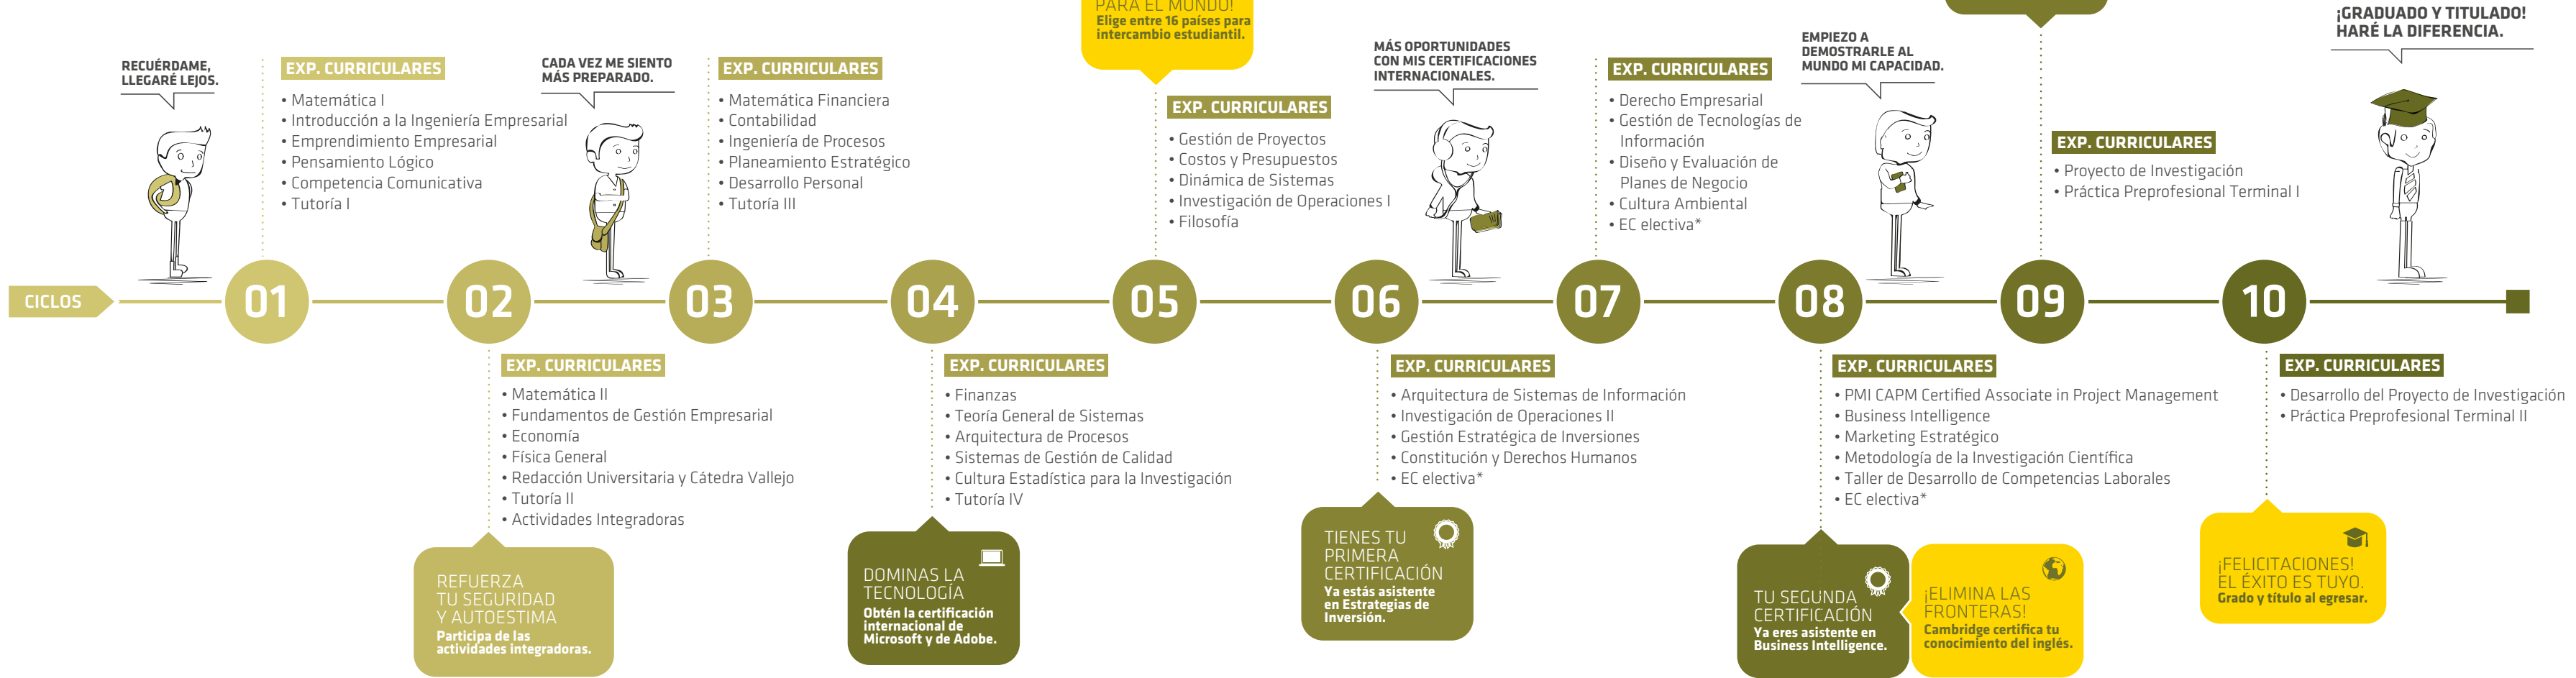 PARA EL MUNDO!
Elige entre 16 países para
intercambio estudiantil.
¡GRADUADO Y TITULADO!
HARÉ LA DIFERENCIA.
RECUÉRDAME,
LLEGARÉ LEJOS.
EXP. CURRICULARES
• Matemática I
• Introducción a la Ingeniería Empresarial
• Emprendimiento Empresarial
• Pensamiento Lógico
• Competencia Comunicativa
• Tutoría I
CADA VEZ ME SIENTO
MÁS PREPARADO.
EXP. CURRICULARES
• Matemática Financiera
• Contabilidad
• Ingeniería de Procesos
• Planeamiento Estratégico
• Desarrollo Personal
• Tutoría III
EXP. CURRICULARES
• Gestión de Proyectos
• Costos y Presupuestos
• Dinámica de Sistemas
• Investigación de Operaciones I
• Filosofía
MÁS OPORTUNIDADES
CON MIS CERTIFICACIONES
INTERNACIONALES.
EXP. CURRICULARES
• Derecho Empresarial
• Gestión de Tecnologías de
Información
• Diseño y Evaluación de
Planes de Negocio
• Cultura Ambiental
• EC electiva*
EMPIEZO A
DEMOSTRARLE AL
MUNDO MI CAPACIDAD.
EXP. CURRICULARES
• Proyecto de Investigación
• Práctica Preprofesional Terminal I
CICLOS
01
02
03
04
05
06
07
08
09
10
EXP. CURRICULARES
• Matemática II
• Fundamentos de Gestión Empresarial
• Economía
• Física General
• Redacción Universitaria y Cátedra Vallejo
• Tutoría II
• Actividades Integradoras
REFUERZA
TU SEGURIDAD
Y AUTOESTIMA
Participa de las
actividades integradoras.
EXP. CURRICULARES
• Finanzas
• Teoría General de Sistemas
• Arquitectura de Procesos
• Sistemas de Gestión de Calidad
• Cultura Estadística para la Investigación
• Tutoría IV
DOMINAS LA
TECNOLOGÍA
Obtén la certificación
internacional de
Microsoft y de Adobe.
EXP. CURRICULARES
• Arquitectura de Sistemas de Información
• Investigación de Operaciones II
• Gestión Estratégica de Inversiones
• Constitución y Derechos Humanos
• EC electiva*
TIENES TU
PRIMERA
CERTIFICACIÓN
Ya estás asistente
en Estrategias de
Inversión.
EXP. CURRICULARES
• PMI CAPM Certified Associate in Project Management
• Business Intelligence
• Marketing Estratégico
• Metodología de la Investigación Científica
• Taller de Desarrollo de Competencias Laborales
• EC electiva*
TU SEGUNDA
CERTIFICACIÓN
Ya eres asistente en
Business Intelligence.
¡ELIMINA LAS
FRONTERAS!
Cambridge certifica tu
conocimiento del inglés.
EXP. CURRICULARES
• Desarrollo del Proyecto de Investigación
• Práctica Preprofesional Terminal II
¡FELICITACIONES!
EL ÉXITO ES TUYO.
Grado y título al egresar.